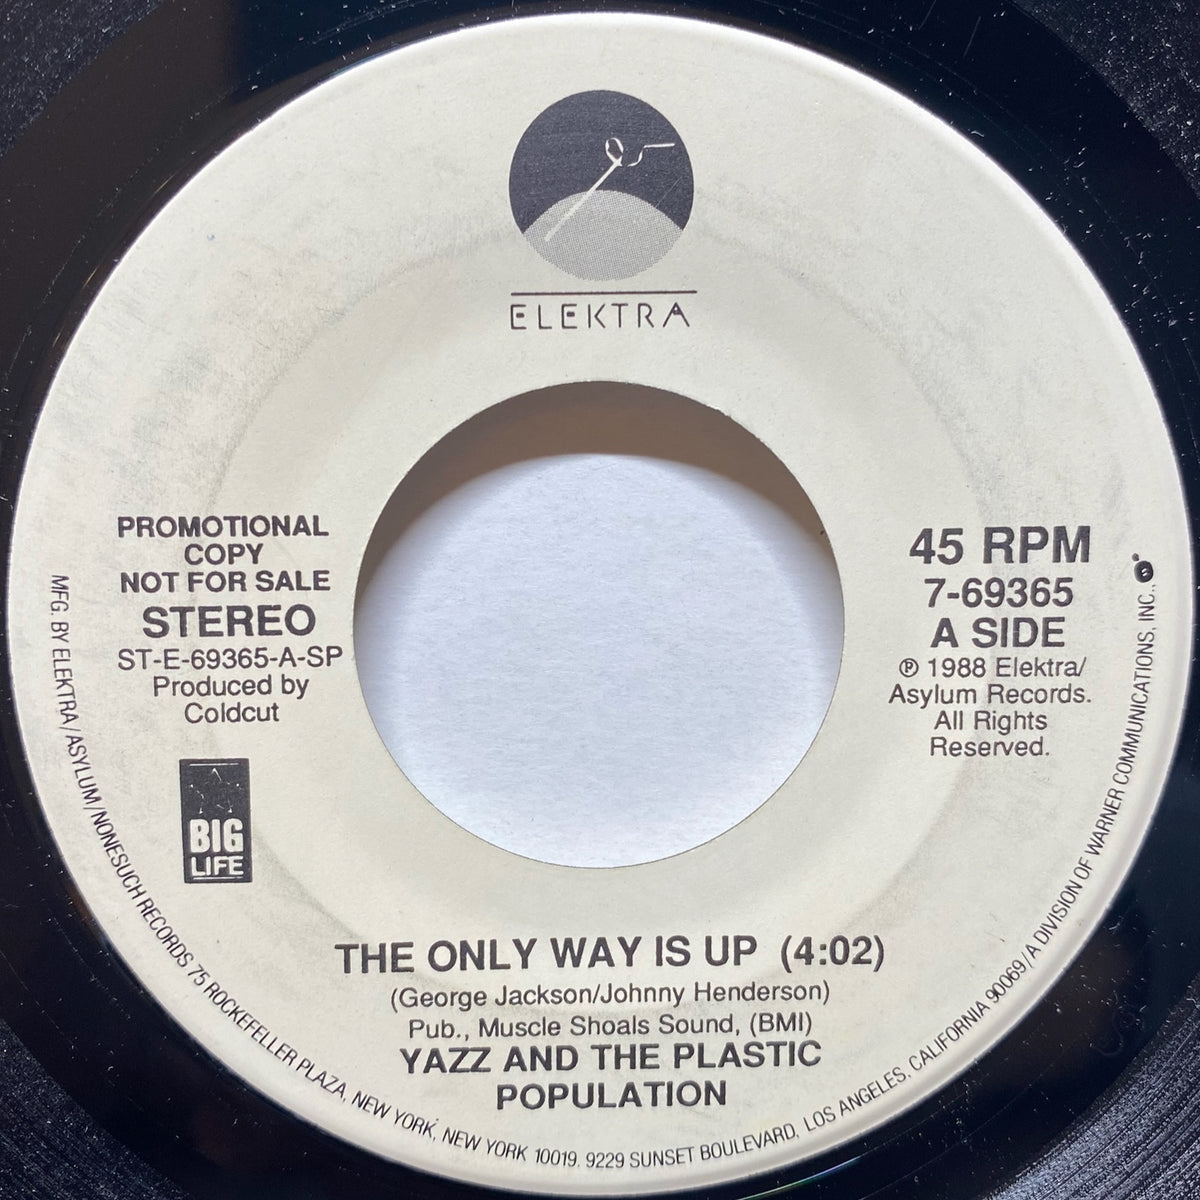 ELEKTRA
PROMOTIONAL
COPY
NOT FOR SALE
STEREO
ST-E-69365-A-SP
Produced by
Coldcut
BIG
LIFE
45 RPM
7-69365
A SIDE
℗ 1988 Elektra/
Asylum Records.
All Rights
Reserved.
THE ONLY WAY IS UP (4:02)
(George Jackson/Johnny Henderson)
Pub., Muscle Shoals Sound, (BMI)
YAZZ AND THE PLASTIC
POPULATION
MFG. BY ELEKTRA/ASYLUM/NONESUCH RECORDS 75 ROCKEFELLER PLAZA, NEW YORK, NEW YORK 10019. 9229 SUNSET BOULEVARD, LOS ANGELES, CALIFORNIA 90069/A DIVISION OF WARNER COMMUNICATIONS, INC.,